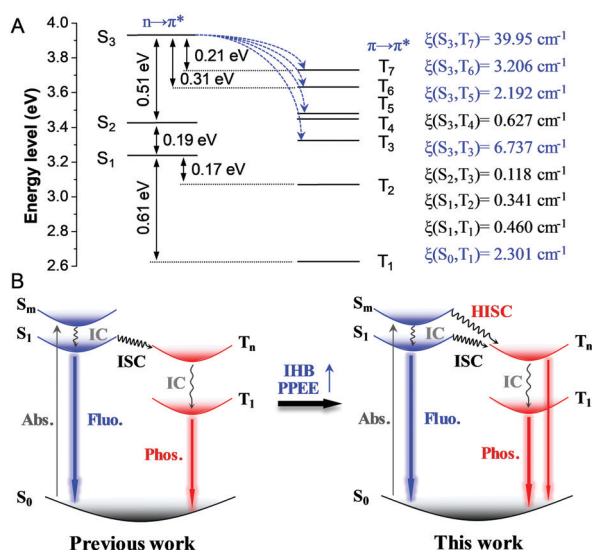 A
n→π*
π→π*
Energy level (eV)
4.0
3.8
3.6
3.4
3.2
3.0
2.8
2.6
S3
S2
S1
0.21 eV
0.31 eV
0.51 eV
0.19 eV
0.17 eV
0.61 eV
T7
T6
T5
T4
T3
T2
T1
ξ(S3,T7)= 39.95 cm-1
ξ(S3,T6)= 3.206 cm-1
ξ(S3,T5)= 2.192 cm-1
ξ(S3,T4)= 0.627 cm-1
ξ(S3,T3)= 6.737 cm-1
ξ(S2,T3)= 0.118 cm-1
ξ(S1,T2)= 0.341 cm-1
ξ(S1,T1)= 0.460 cm-1
ξ(S0,T1)= 2.301 cm-1
B
Sm
S1
IC
ISC
Tn
IC
T1
Abs.
Fluo.
Phos.
S0
Previous work
IHB
PPEE
Sm
HISC
S1
IC
ISC
Tn
IC
T1
Abs.
Fluo.
Phos.
S0
This work